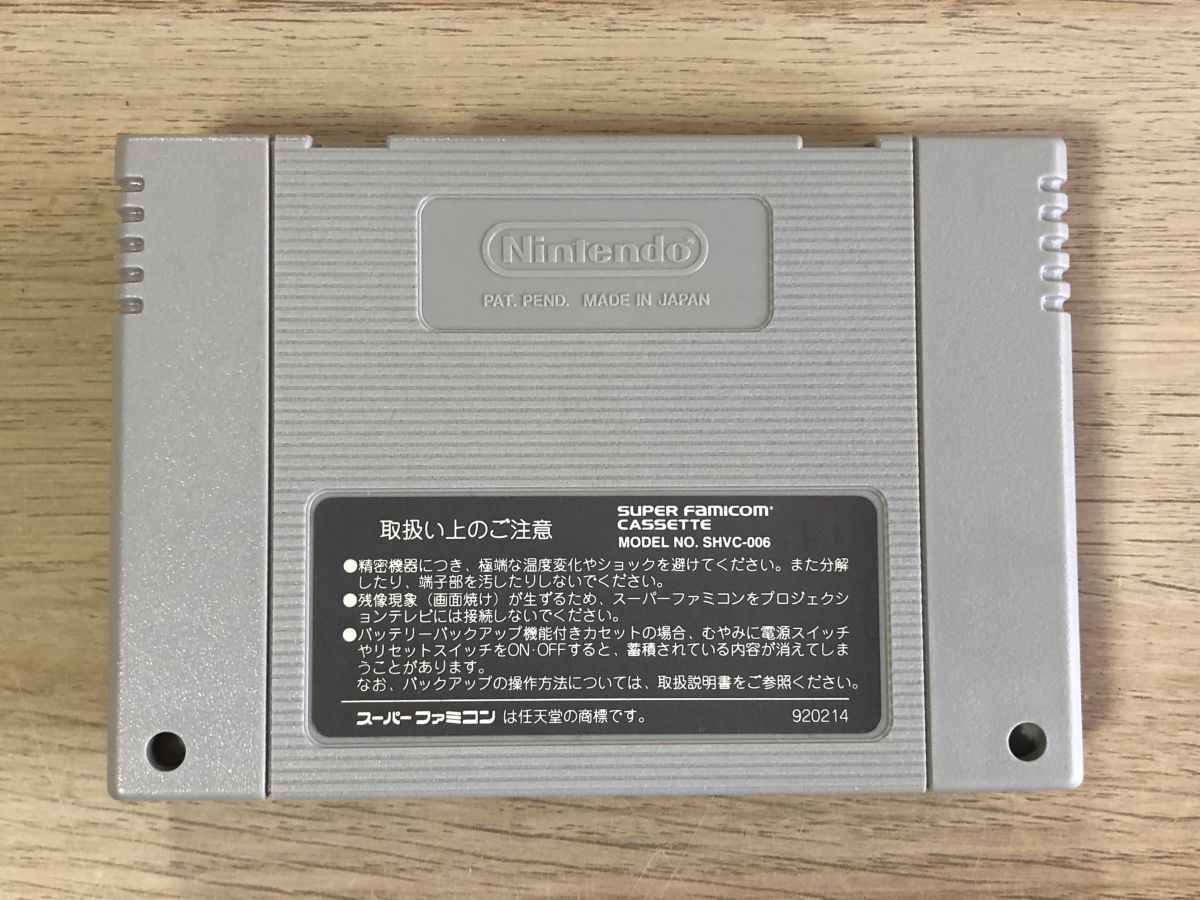 Nintendo®
PAT. PEND. MADE IN JAPAN
取扱い上のご注意
SUPER FAMICOM®
CASSETTE
MODEL NO. SHVC-006
●精密機器につき、極端な温度変化やショックを避けてください。また分解
したり、端子部を汚したりしないでください。
●残像現象（画面焼け）が生ずるため、スーパーファミコンをプロジェクシ
ョンテレビには接続しないでください。
●バッテリーバックアップ機能付きカセットの場合、むやみに電源スイッチ
やリセットスイッチをON·OFFすると、蓄積されている内容が消えてしま
うことがあります。
なお、バックアップの操作方法については、取扱説明書をご参照ください。
スーパーファミコン は任天堂の商標です。 920214